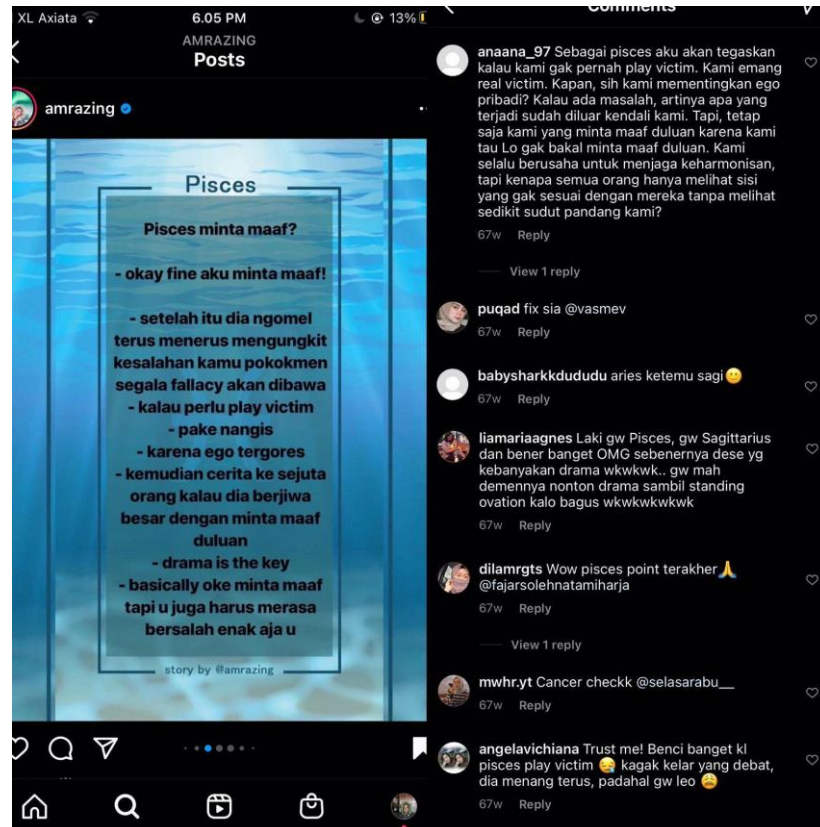 XL Axiata
6.05 PM
13%
AMRAZING
Posts
amrazing
Pisces
Pisces minta maaf?
- okay fine aku minta maaf!
- setelah itu dia ngomel
terus menerus mengungkit
kesalahan kamu pokokmen
segala fallacy akan dibawa
- kalau perlu play victim
- pake nangis
- karena ego tergores
- kemudian cerita ke sejuta
orang kalau dia berjiwa
besar dengan minta maaf
duluan
- drama is the key
- basically oke minta maaf
tapi u juga harus merasa
bersalah enak aja u
story by @amrazing
Comments
anaana_97 Sebagai pisces aku akan tegaskan
kalau kami gak pernah play victim. Kami emang
real victim. Kapan, sih kami mementingkan ego
pribadi? Kalau ada masalah, artinya apa yang
terjadi sudah diluar kendali kami. Tapi, tetap
saja kami yang minta maaf duluan karena kami
tau Lo gak bakal minta maaf duluan. Kami
selalu berusaha untuk menjaga keharmonisan,
tapi kenapa semua orang hanya melihat sisi
yang gak sesuai dengan mereka tanpa melihat
sedikit sudut pandang kami?
67w Reply
View 1 reply
puqad fix sia @vasmev
67w Reply
babysharkkdududu aries ketemu sagi🙂
67w Reply
liamariaagnes Laki gw Pisces, gw Sagittarius
dan bener banget OMG sebenernya dese yg
kebanyakan drama wkwkwk.. gw mah
demennya nonton drama sambil standing
ovation kalo bagus wkwkwkwkwk
67w Reply
dilamrgts Wow pisces point terakher🙏
@fajarsolehnatamiharja
67w Reply
View 1 reply
mwhr.yt Cancer checkk @selasarabu__
67w Reply
angelavichiana Trust me! Benci banget kl
pisces play victim 😪 kagak kelar yang debat,
dia menang terus, padahal gw leo 😩
67w Reply